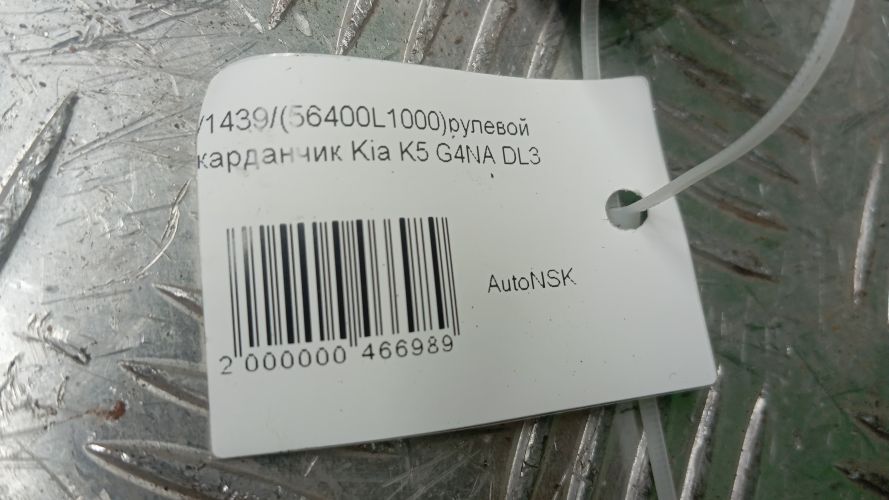 /1439/(56400L1000)рулевой
карданчик Kia K5 G4NA DL3
AutoNSK
2 000000 466989